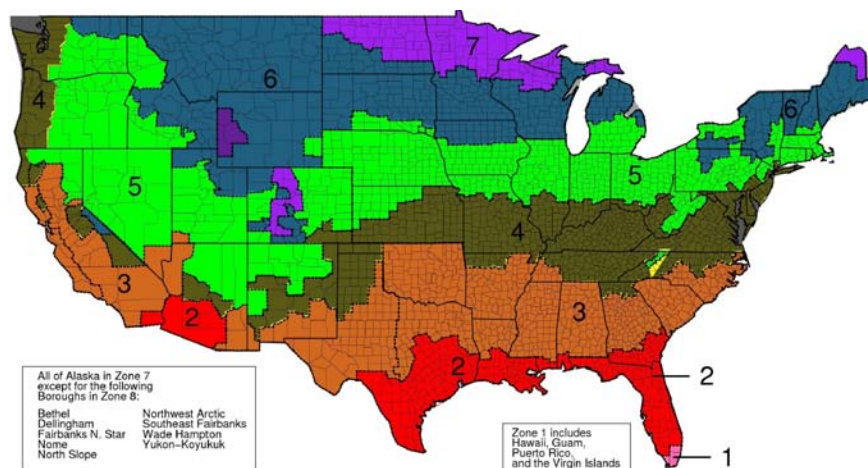 7
6
6
6
4
5
5
4
3
3
2
2
2
1
All of Alaska in Zone 7
except for the following
Boroughs in Zone 8:
Bethel
Dellingham
Fairbanks N. Star
Nome
North Slope
Northwest Arctic
Southeast Fairbanks
Wade Hampton
Yukon-Koyukuk
Zone 1 includes
Hawaii, Guam,
Puerto Rico,
and the Virgin Islands